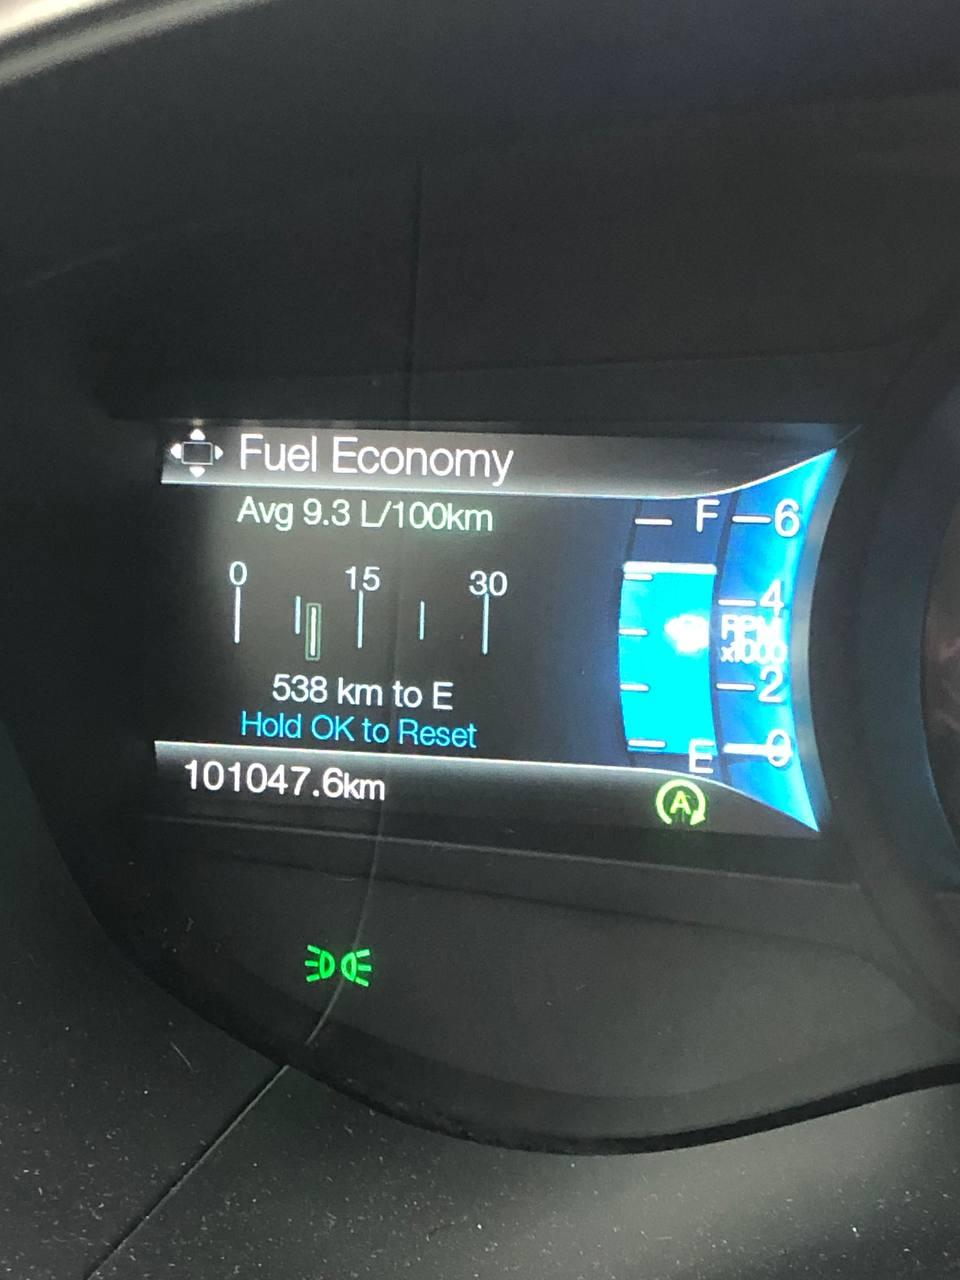 Fuel Economy
Avg 9.3 L/100km
0 15 30
538 km to E
Hold OK to Reset
101047.6km
F
E
6
4
RPM
x1000
2
0
A